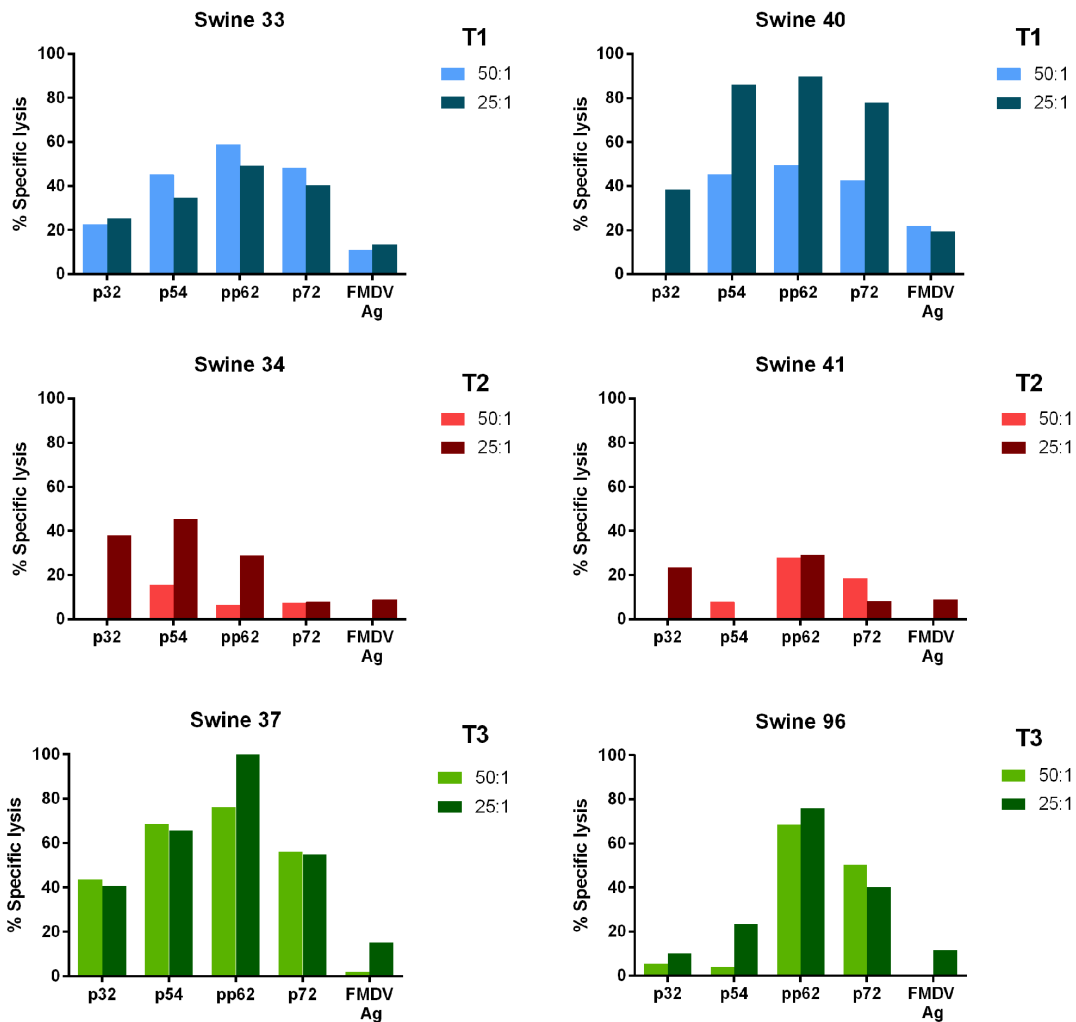 Swine 33
T1
50:1
25:1
% Specific lysis
100
80
60
40
20
0
p32 p54 pp62 p72 FMDV
Ag
Swine 40
T1
50:1
25:1
% Specific lysis
100
80
60
40
20
0
p32 p54 pp62 p72 FMDV
Ag
Swine 34
T2
50:1
25:1
% Specific lysis
100
80
60
40
20
0
p32 p54 pp62 p72 FMDV
Ag
Swine 41
T2
50:1
25:1
% Specific lysis
100
80
60
40
20
0
p32 p54 pp62 p72 FMDV
Ag
Swine 37
T3
50:1
25:1
% Specific lysis
100
80
60
40
20
0
p32 p54 pp62 p72 FMDV
Ag
Swine 96
T3
50:1
25:1
% Specific lysis
100
80
60
40
20
0
p32 p54 pp62 p72 FMDV
Ag